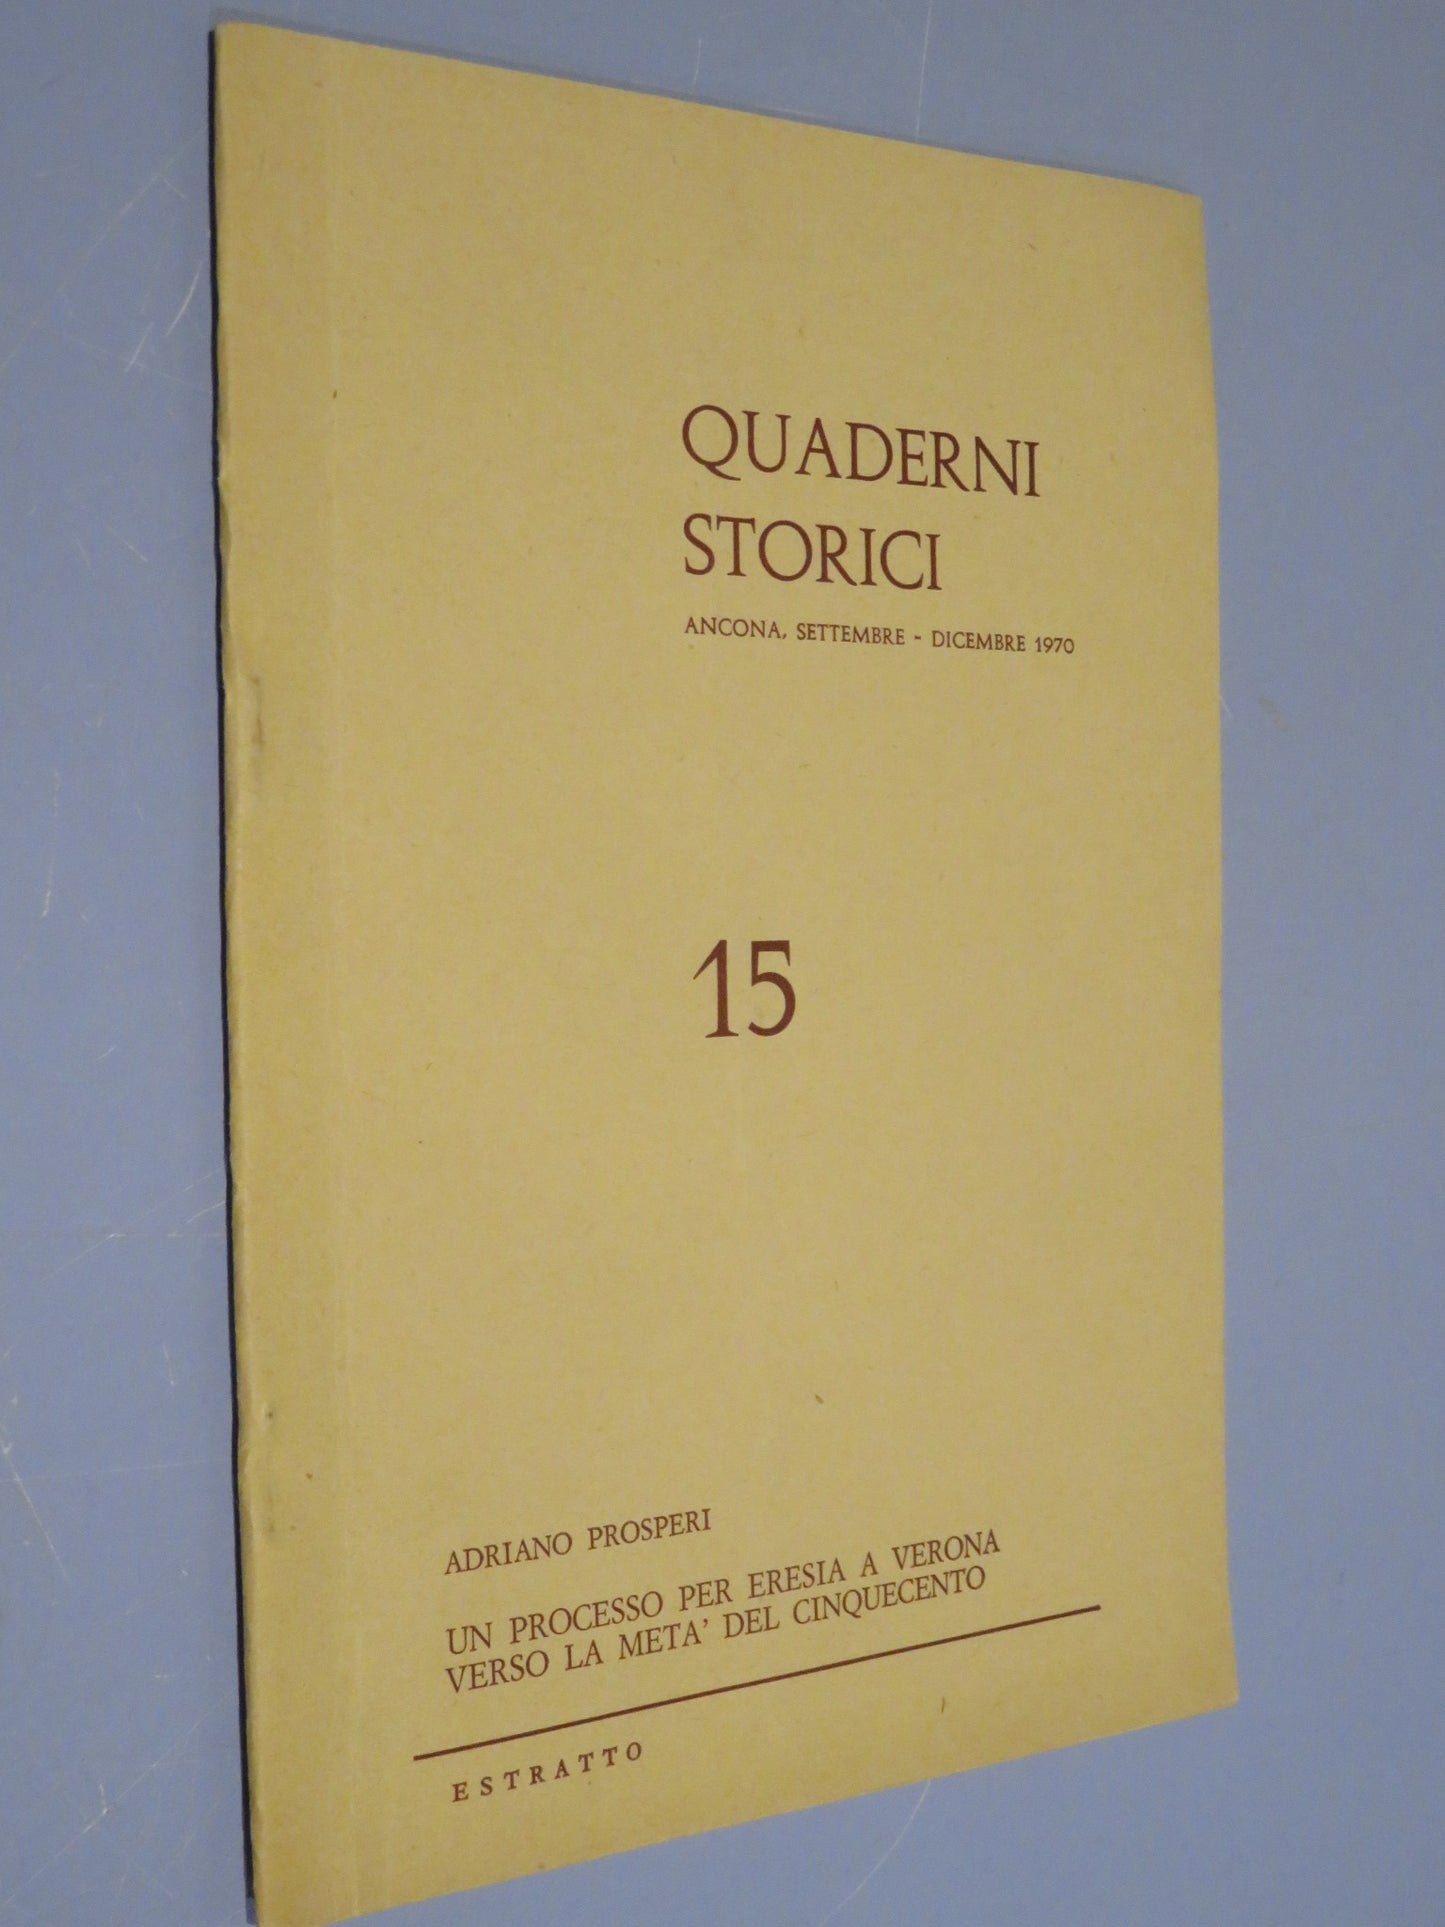 QUADERNI
STORICI
ANCONA, SETTEMBRE - DICEMBRE 1970
15
ADRIANO PROSPERI
UN PROCESSO PER ERESIA A VERONA
VERSO LA META' DEL CINQUECENTO
ESTRATTO